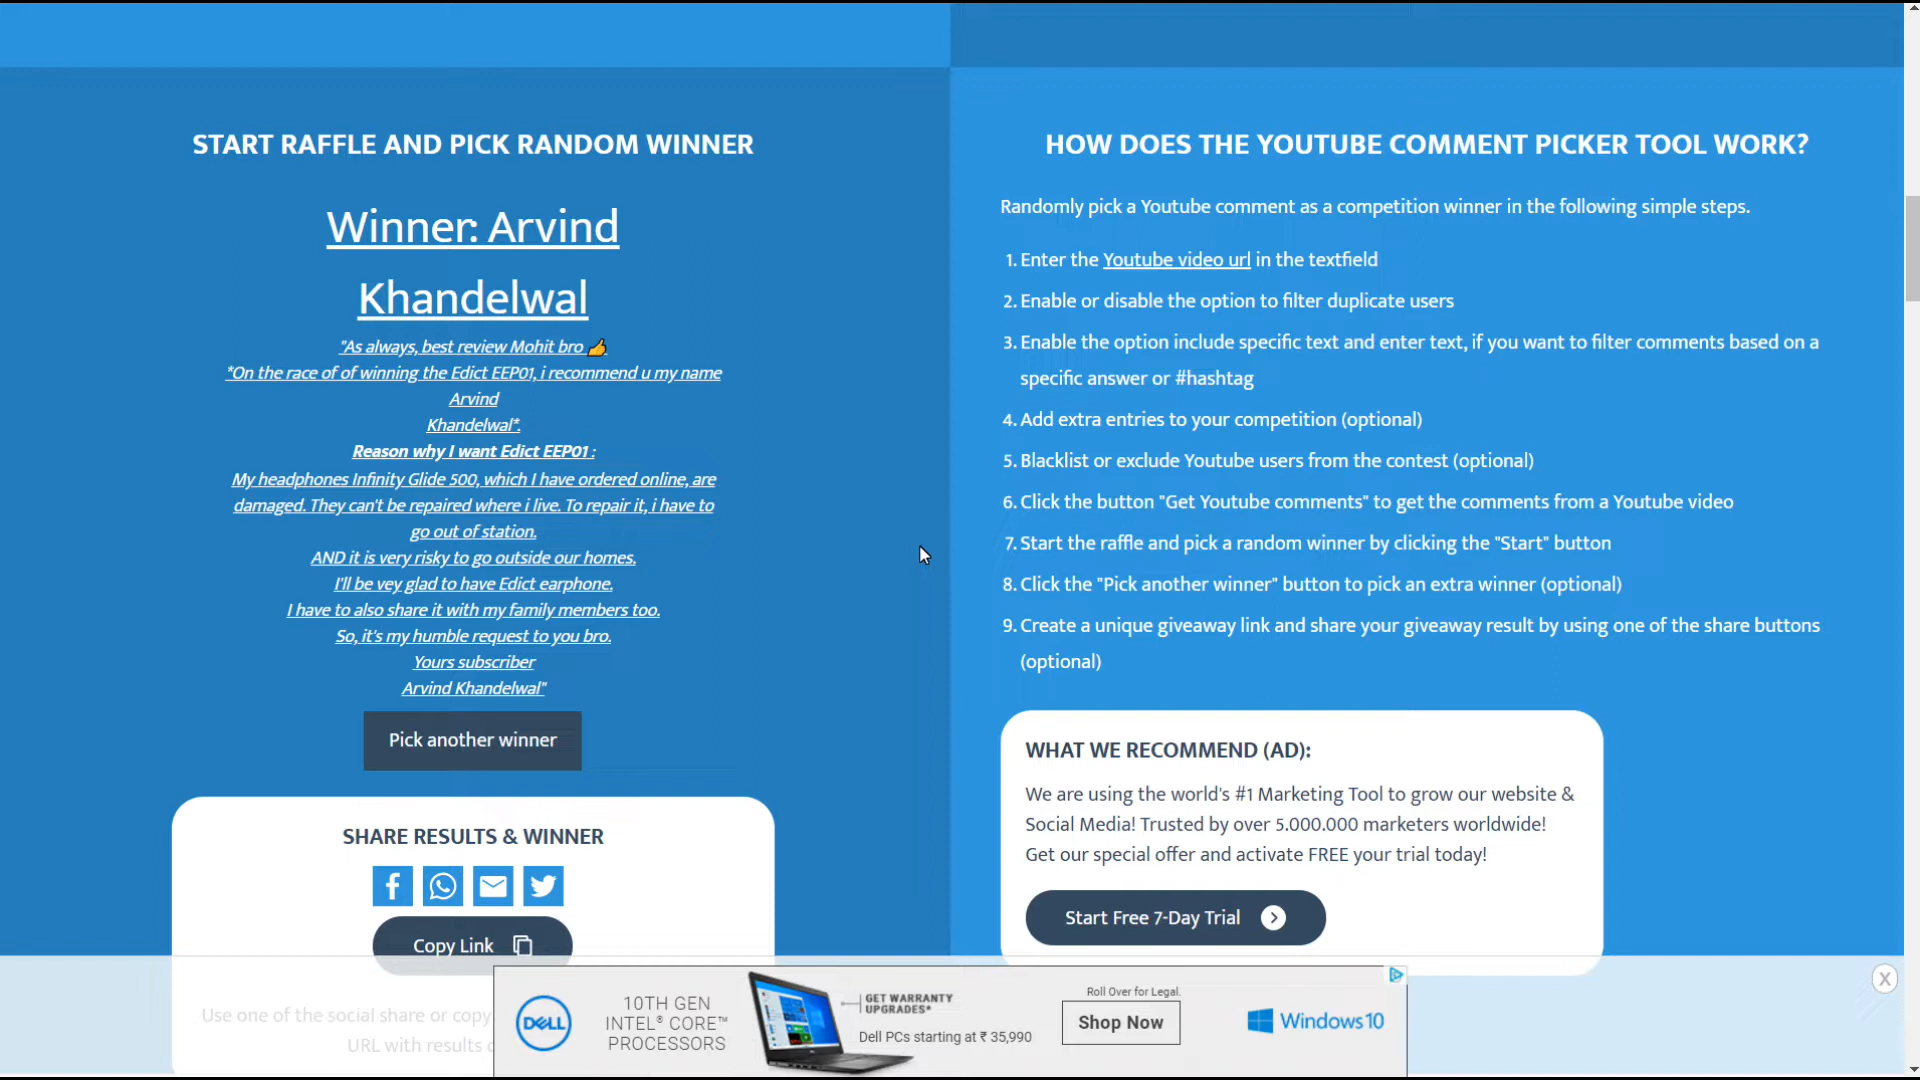 START RAFFLE AND PICK RANDOM WINNER
Winner: Arvind
Khandelwal
"As always, best review Mohit bro 👍
*On the race of of winning the Edict EEP01, i recommend u my name
Arvind
Khandelwal*.
Reason why I want Edict EEP01 :
My headphones Infinity Glide 500, which I have ordered online, are
damaged. They can't be repaired where i live. To repair it, i have to
go out of station.
AND it is very risky to go outside our homes.
I'll be vey glad to have Edict earphone.
I have to also share it with my family members too.
So, it's my humble request to you bro.
Yours subscriber
Arvind Khandelwal"
Pick another winner
SHARE RESULTS & WINNER
Copy Link
Use one of the social share or copy
URL with results
HOW DOES THE YOUTUBE COMMENT PICKER TOOL WORK?
Randomly pick a Youtube comment as a competition winner in the following simple steps.
1. Enter the Youtube video url in the textfield
2. Enable or disable the option to filter duplicate users
3. Enable the option include specific text and enter text, if you want to filter comments based on a
specific answer or #hashtag
4. Add extra entries to your competition (optional)
5. Blacklist or exclude Youtube users from the contest (optional)
6. Click the button "Get Youtube comments" to get the comments from a Youtube video
7. Start the raffle and pick a random winner by clicking the "Start" button
8. Click the "Pick another winner" button to pick an extra winner (optional)
9. Create a unique giveaway link and share your giveaway result by using one of the share buttons
(optional)
WHAT WE RECOMMEND (AD):
We are using the world's #1 Marketing Tool to grow our website &
Social Media! Trusted by over 5.000.000 marketers worldwide!
Get our special offer and activate FREE your trial today!
Start Free 7-Day Trial
X
DELL
10TH GEN
INTEL® CORE™
PROCESSORS
GET WARRANTY
UPGRADES*
Dell PCs starting at ₹ 35,990
Roll Over for Legal.
Shop Now
Windows 10